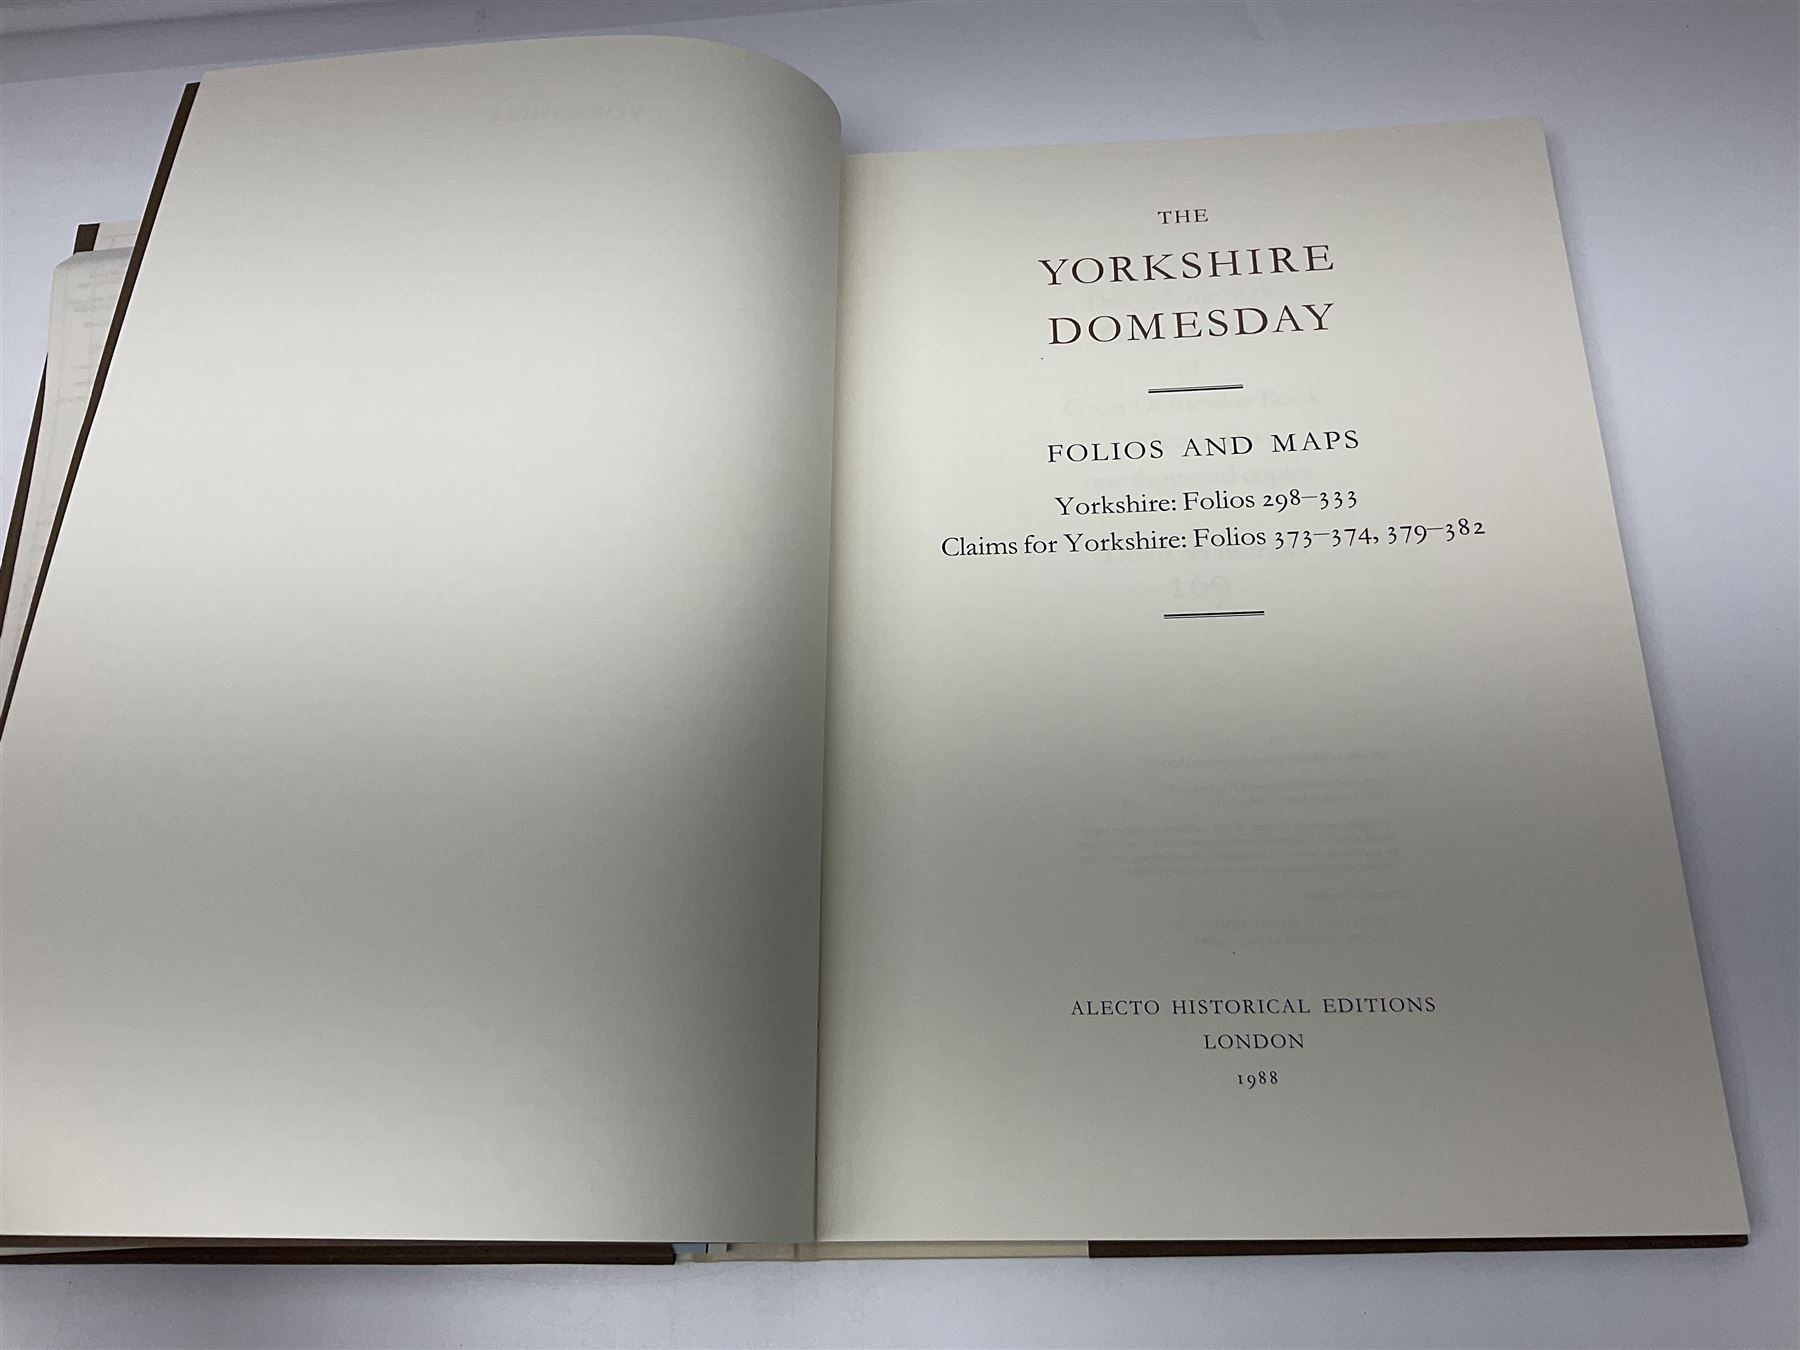 THE
YORKSHIRE
DOMESDAY
FOLIOS AND MAPS
Yorkshire: Folios 298–333
Claims for Yorkshire: Folios 373–374, 379–382
169
ALECTO HISTORICAL EDITIONS
LONDON
1988